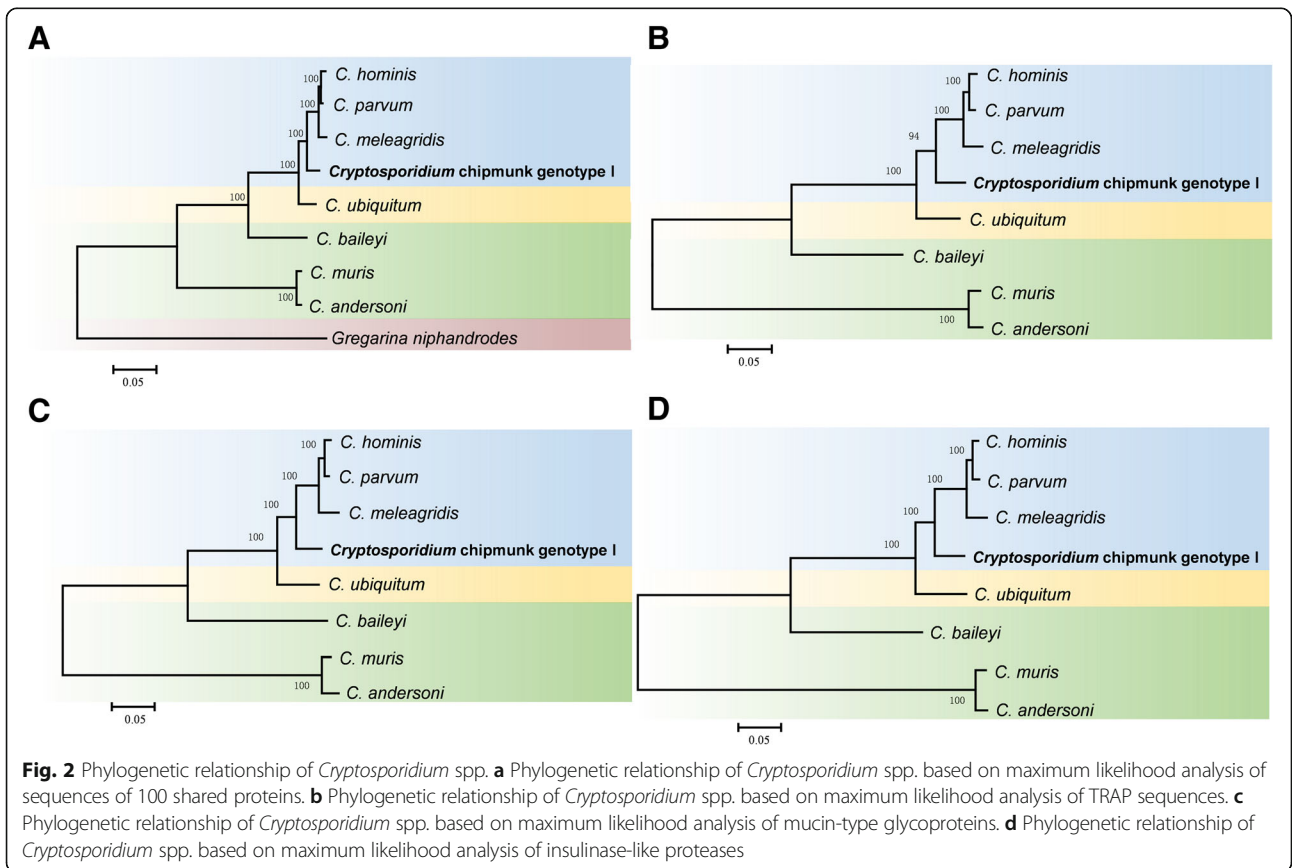 A
100
C. hominis
100
C. parvum
100
C. meleagridis
100
Cryptosporidium chipmunk genotype I
100
C. ubiquitum
C. baileyi
C. muris
100
C. andersoni
Gregarina niphandrodes
0.05
B
100
C. hominis
100
C. parvum
94
C. meleagridis
100
Cryptosporidium chipmunk genotype I
C. ubiquitum
C. baileyi
C. muris
100
C. andersoni
0.05
C
100
C. hominis
100
C. parvum
100
C. meleagridis
100
Cryptosporidium chipmunk genotype I
C. ubiquitum
C. baileyi
C. muris
100
C. andersoni
0.05
D
100
C. hominis
100
C. parvum
100
C. meleagridis
100
Cryptosporidium chipmunk genotype I
C. ubiquitum
C. baileyi
C. muris
100
C. andersoni
0.05
Fig. 2 Phylogenetic relationship of Cryptosporidium spp. a Phylogenetic relationship of Cryptosporidium spp. based on maximum likelihood analysis of
sequences of 100 shared proteins. b Phylogenetic relationship of Cryptosporidium spp. based on maximum likelihood analysis of TRAP sequences. c
Phylogenetic relationship of Cryptosporidium spp. based on maximum likelihood analysis of mucin-type glycoproteins. d Phylogenetic relationship of
Cryptosporidium spp. based on maximum likelihood analysis of insulinase-like proteases